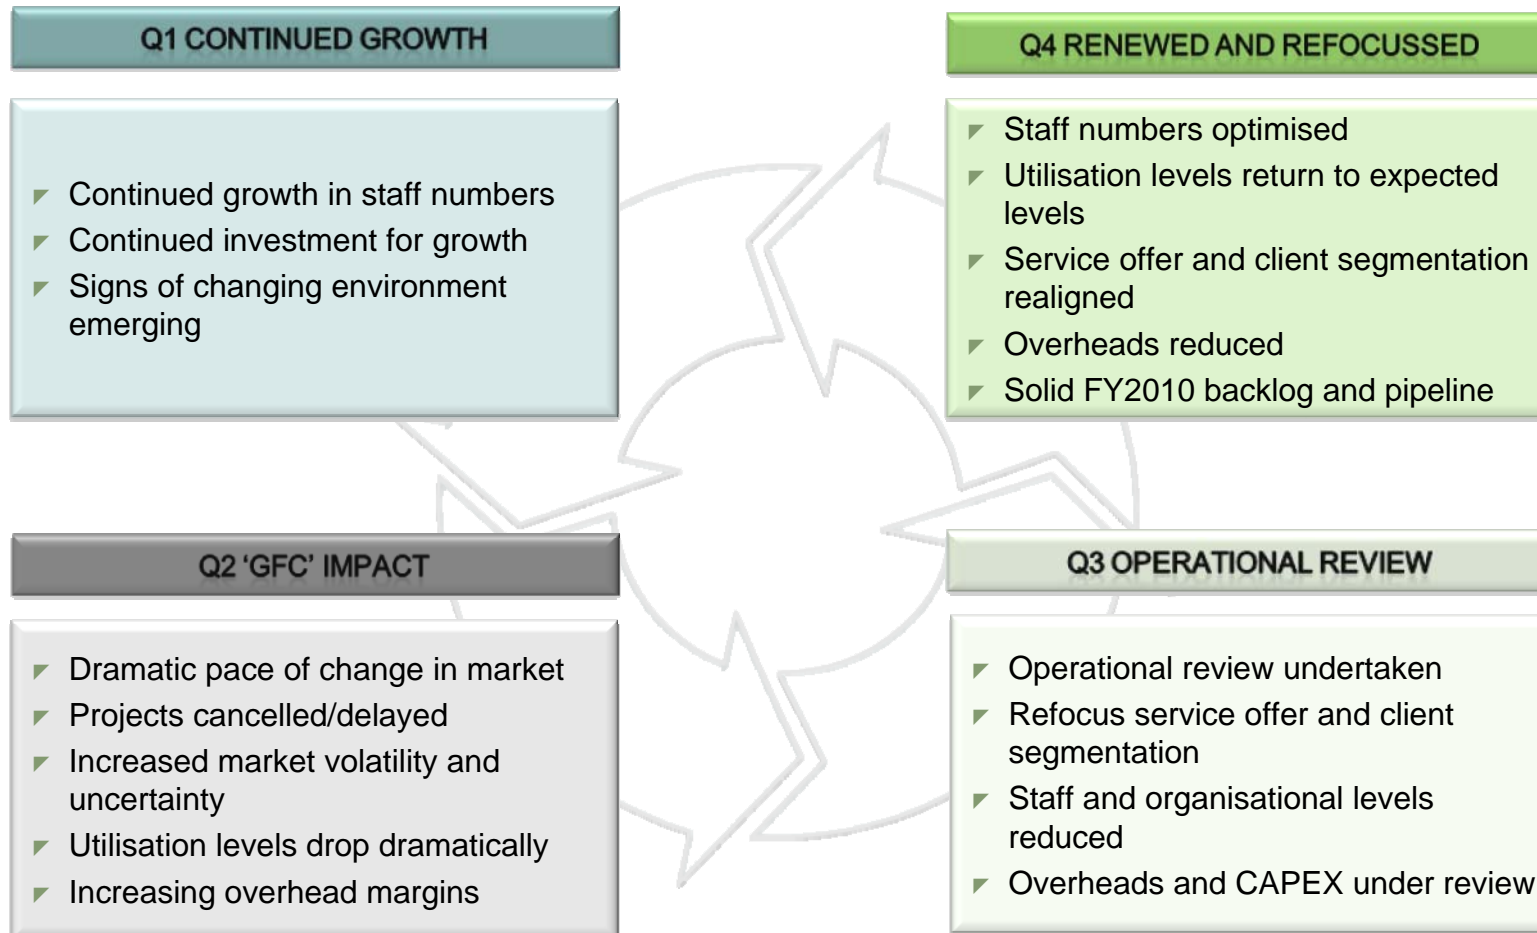 Q1 CONTINUED GROWTH
Continued growth in staff numbers
Continued investment for growth
Signs of changing environment
emerging
Q2 ‘GFC’ IMPACT
Dramatic pace of change in market
Projects cancelled/delayed
Increased market volatility and
uncertainty
Utilisation levels drop dramatically
Increasing overhead margins
Q3 OPERATIONAL REVIEW
Operational review undertaken
Refocus service offer and client
segmentation
Staff and organisational levels
reduced
Overheads and CAPEX under review
Q4 RENEWED AND REFOCUSSED
Staff numbers optimised
Utilisation levels return to expected
levels
Service offer and client segmentation
realigned
Overheads reduced
Solid FY2010 backlog and pipeline